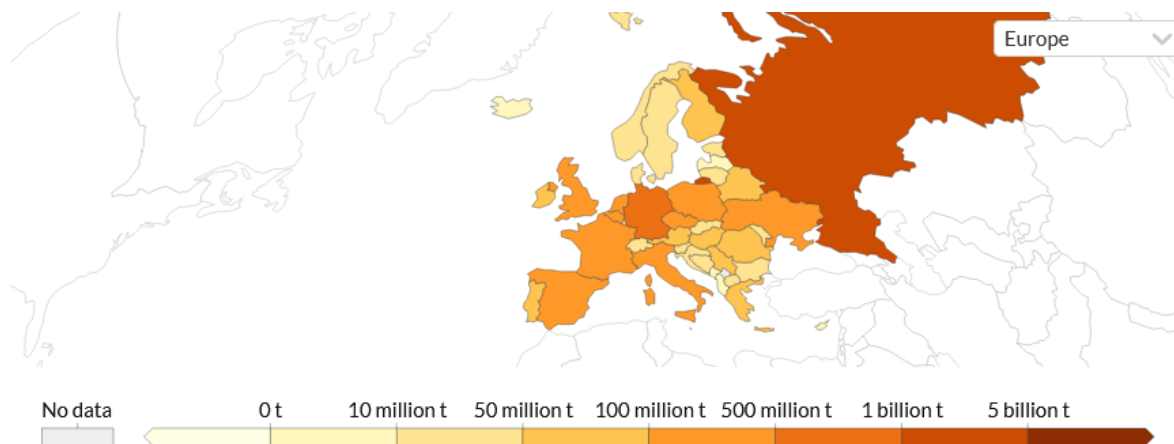 Europe
No data
0 t
10 million t
50 million t
100 million t
500 million t
1 billion t
5 billion t